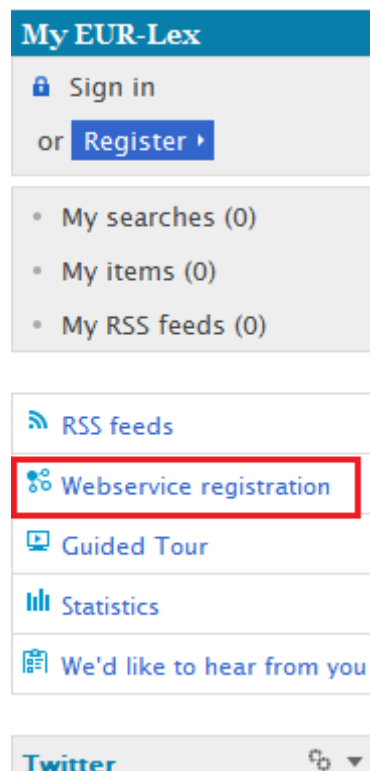 My EUR-Lex
Sign in
or Register
My searches (0)
My items (0)
My RSS feeds (0)
RSS feeds
Webservice registration
Guided Tour
Statistics
We'd like to hear from you
Twitter